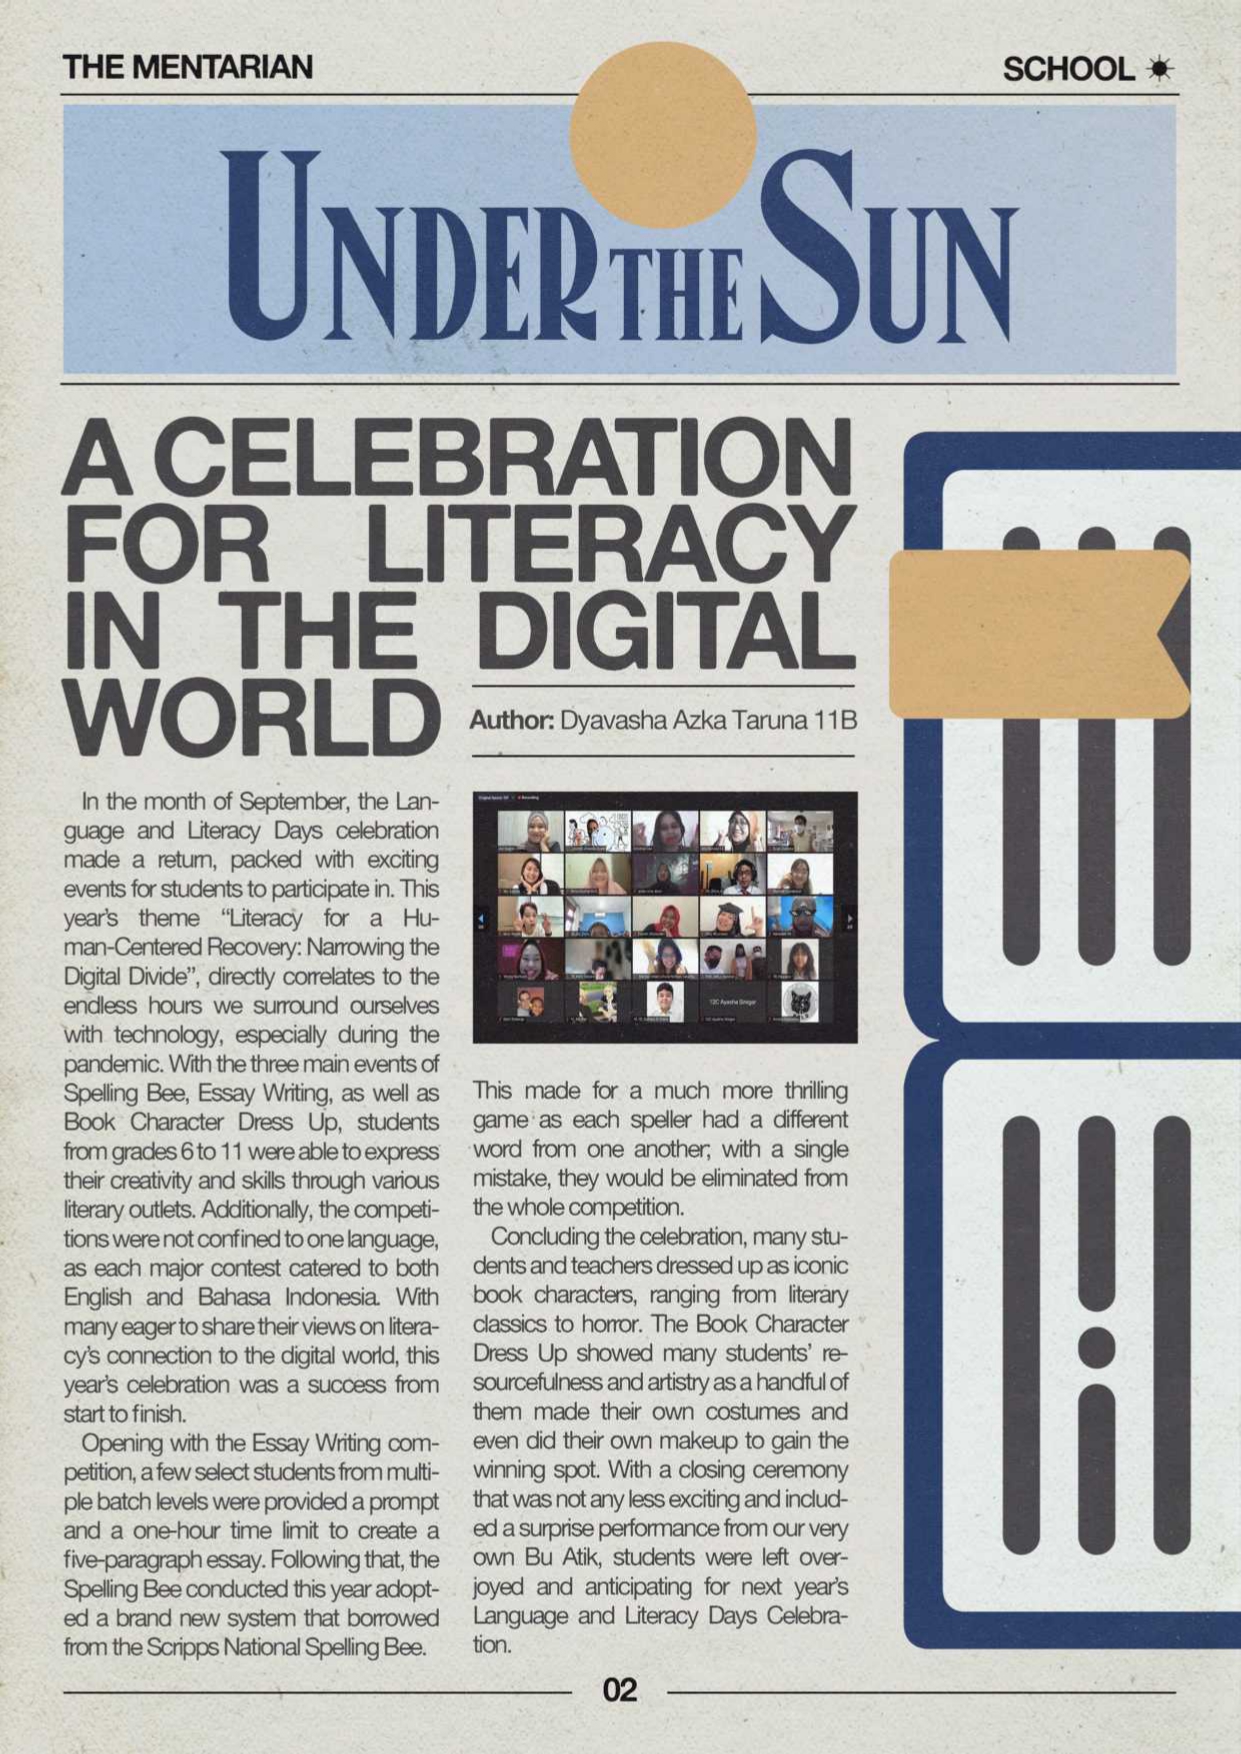 THE MENTARIAN
SCHOOL
UNDER THE SUN
A CELEBRATION
FOR LITERACY
IN THE DIGITAL
WORLD
Author: Dyavasha Azka Taruna 11B
In the month of September, the Lan-
guage and Literacy Days celebration
made a return, packed with exciting
events for students to participate in. This
year's theme “Literacy for a Hu-
man-Centered Recovery: Narrowing the
Digital Divide”, directly correlates to the
endless hours we surround ourselves
with technology, especially during the
pandemic. With the three main events of
Spelling Bee, Essay Writing, as well as
Book Character Dress Up, students
from grades 6 to 11 were able to express
their creativity and skills through various
literary outlets. Additionally, the competi-
tions were not confined to one language,
as each major contest catered to both
English and Bahasa Indonesia. With
many eager to share their views on litera-
cy's connection to the digital world, this
year's celebration was a success from
start to finish.
Opening with the Essay Writing com-
petition, a few select students from multi-
ple batch levels were provided a prompt
and a one-hour time limit to create a
five-paragraph essay. Following that, the
Spelling Bee conducted this year adopt-
ed a brand new system that borrowed
from the Scripps National Spelling Bee.
12C Ayesha Siregar
This made for a much more thrilling
game as each speller had a different
word from one another; with a single
mistake, they would be eliminated from
the whole competition.
Concluding the celebration, many stu-
dents and teachers dressed up as iconic
book characters, ranging from literary
classics to horror. The Book Character
Dress Up showed many students' re-
sourcefulness and artistry as a handful of
them made their own costumes and
even did their own makeup to gain the
winning spot. With a closing ceremony
that was not any less exciting and includ-
ed a surprise performance from our very
own Bu Atik, students were left over-
joyed and anticipating for next year's
Language and Literacy Days Celebra-
tion.
02